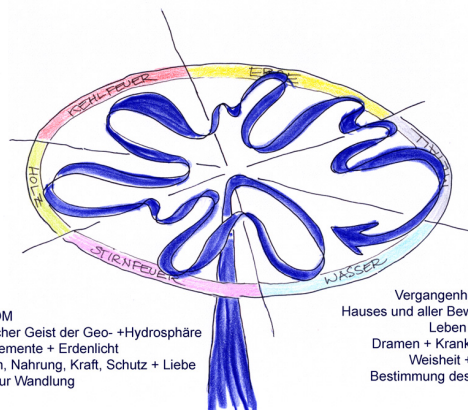 KEHLFEUER
ERDE
METALL
HOLZ
STIRNFEUER
WASSER
OM
cher Geist der Geo- +Hydrosphäre
emente + Erdenlicht
n, Nahrung, Kraft, Schutz + Liebe
ur Wandlung
Vergangenh
Hauses und aller Bew
Leben
Dramen + Krank
Weisheit +
Bestimmung des